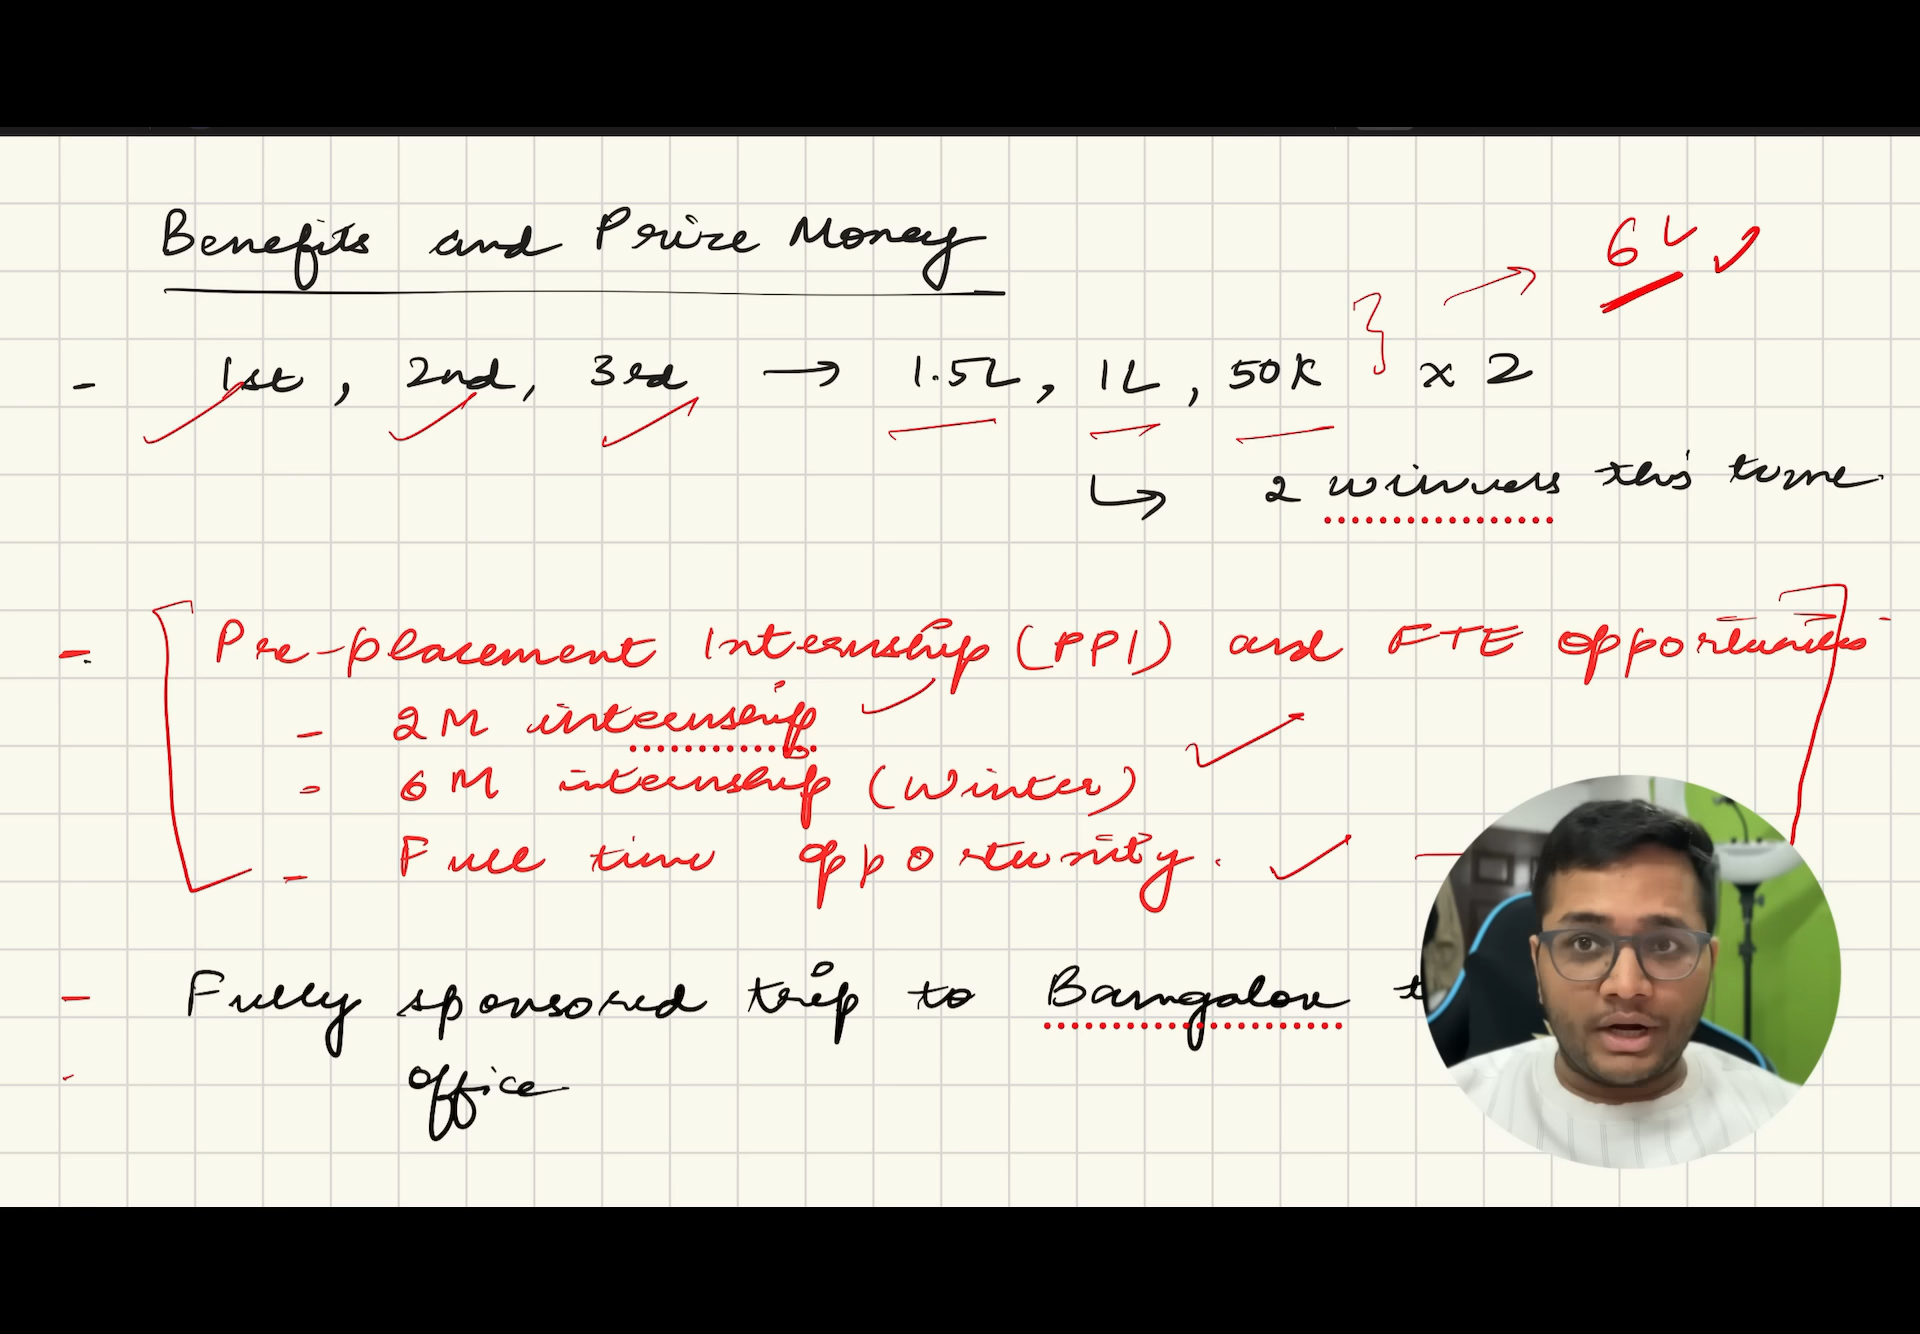 Benefits and Prize Money
6L
- 1st, 2nd, 3rd → 1.5L, 1L, 50K } x 2
↳ 2 winners this time
- Pre-placement Internship (PPI) and FTE opportunities
- 2M internship
- 6M internship (Winter)
- Full time opportunity.
- Fully sponsored trip to Bangalore
office